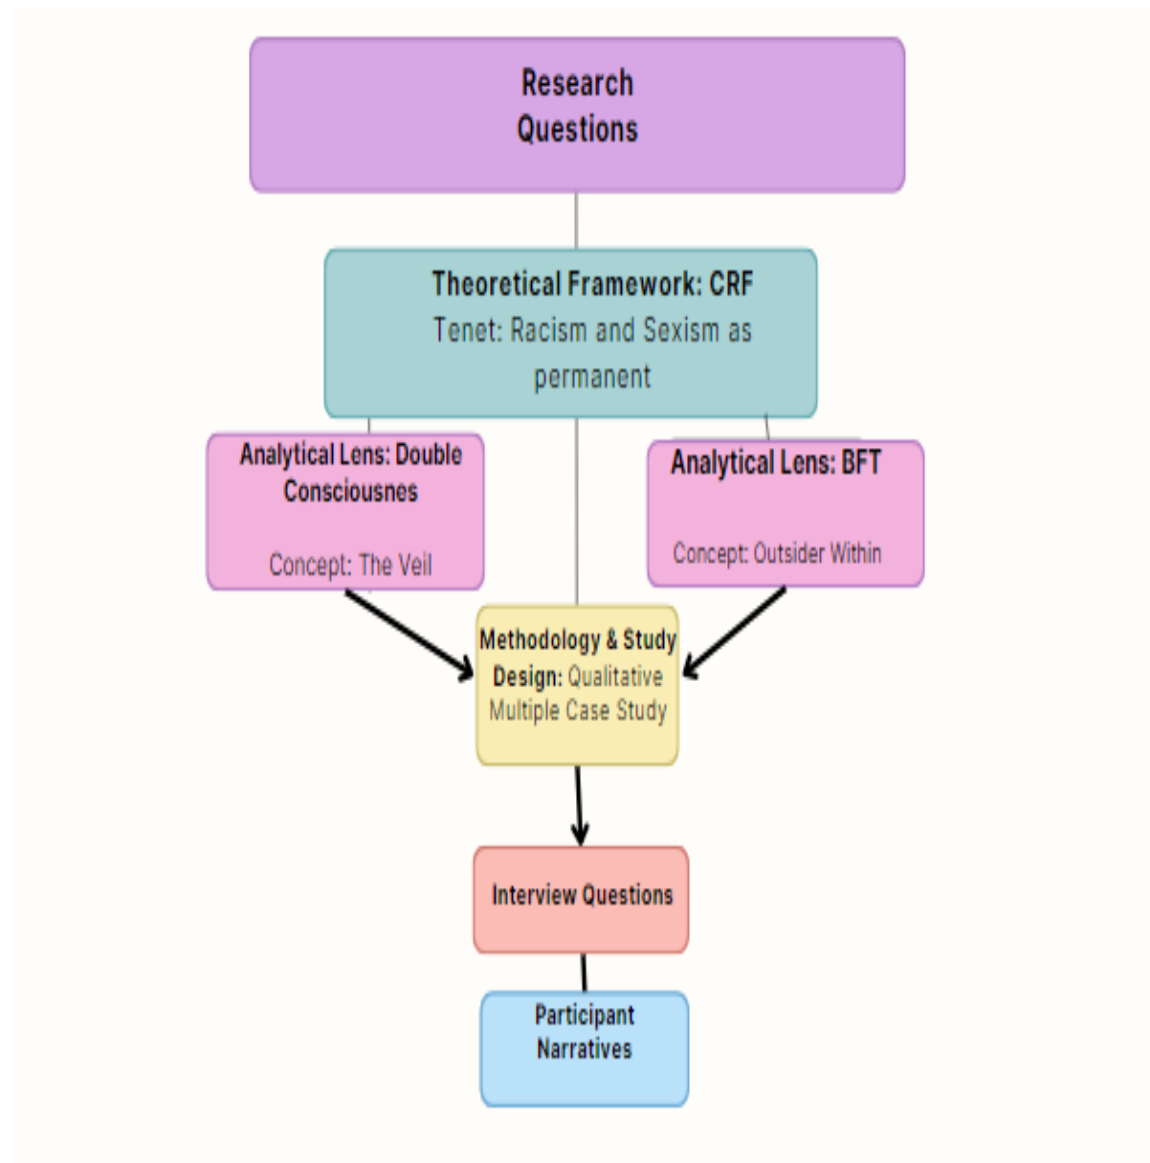 Research
Questions
Theoretical Framework: CRF
Tenet: Racism and Sexism as
permanent
Analytical Lens: Double
Consciousnes
Concept: The Veil
Analytical Lens: BFT
Concept: Outsider Within
Methodology & Study
Design: Qualitative
Multiple Case Study
Interview Questions
Participant
Narratives